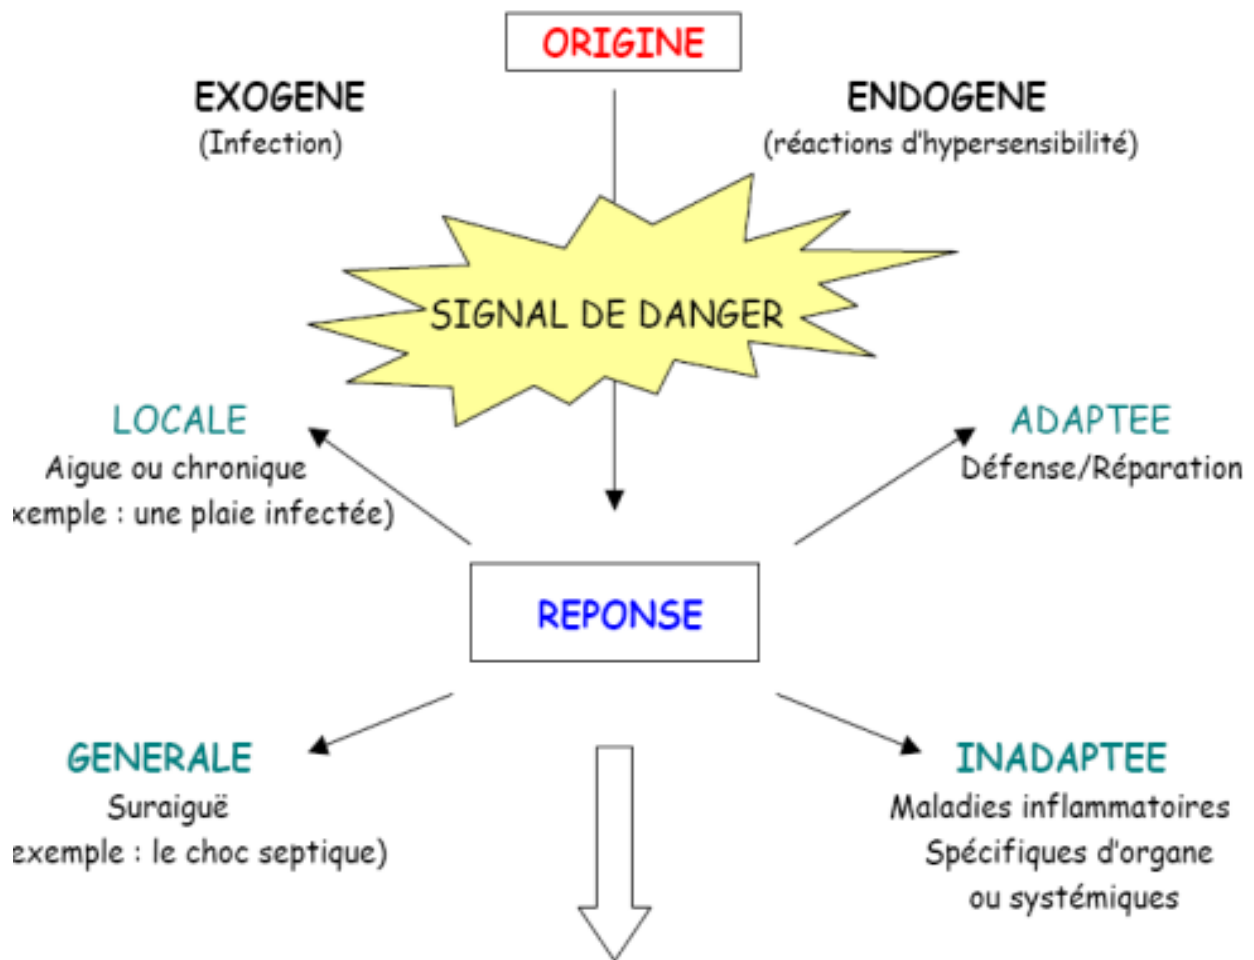 ORIGINE
EXOGENE
(Infection)
ENDOGENE
(réactions d'hypersensibilité)
SIGNAL DE DANGER
LOCALE
Aigue ou chronique
xemple : une plaie infectée)
ADAPTEE
Défense/Réparation
REPONSE
GENERALE
Suraiguë
exemple : le choc septique)
INADAPTEE
Maladies inflammatoires
Spécifiques d'organe
ou systémiques